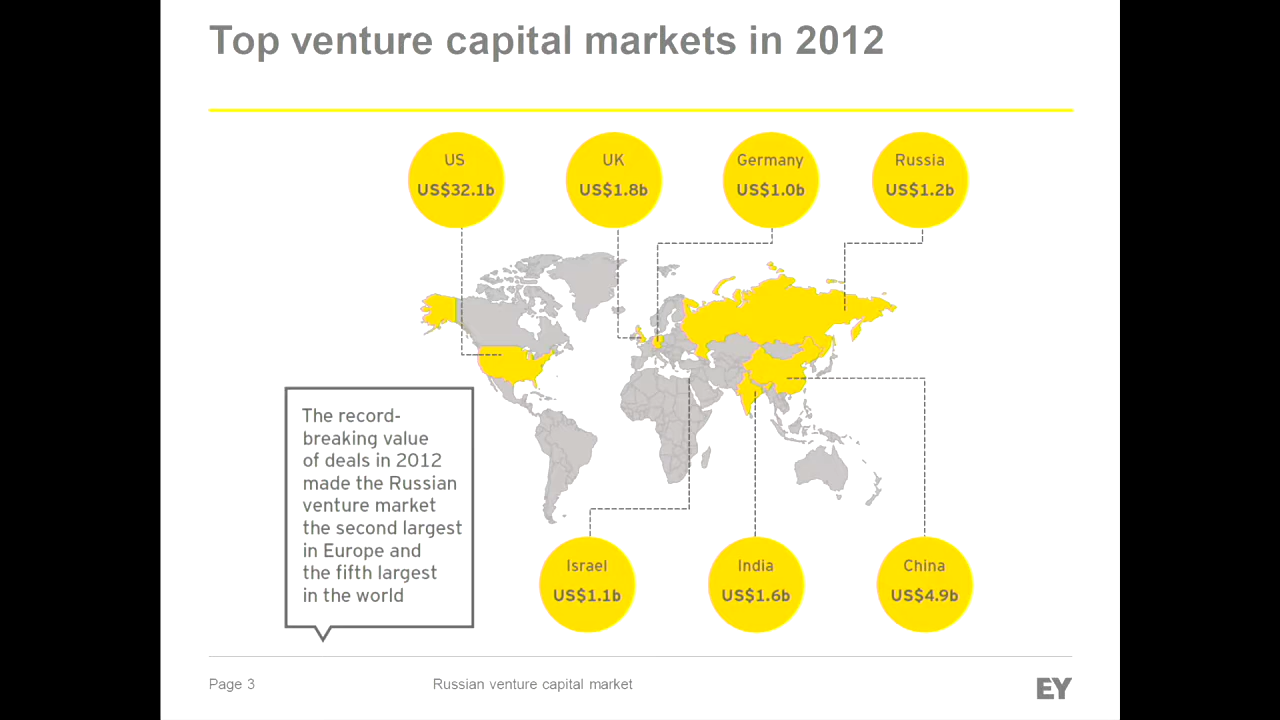 Top venture capital markets in 2012
US
US$32.1b
UK
US$1.8b
Germany
US$1.0b
Russia
US$1.2b
The record-
breaking value
of deals in 2012
made the Russian
venture market
the second largest
in Europe and
the fifth largest
in the world
Israel
US$1.1b
India
US$1.6b
China
US$4.9b
Page 3
Russian venture capital market
EY